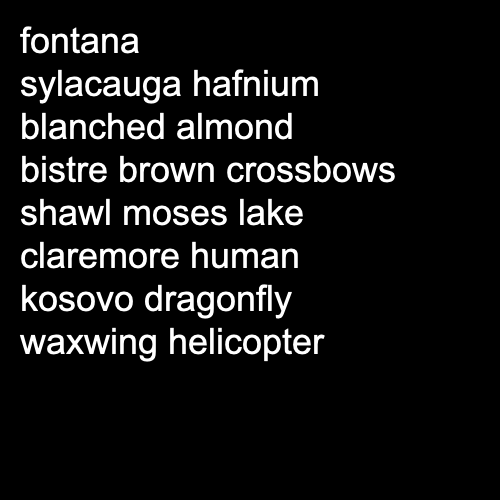 fontana
sylacauga hafnium
blanched almond
bistre brown crossbows
shawl moses lake
claremore human
kosovo dragonfly
waxwing helicopter